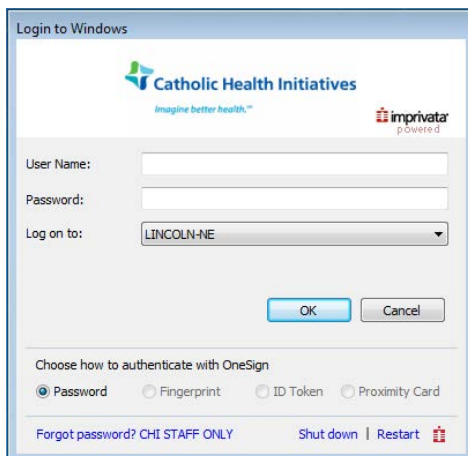 Login to Windows
Catholic Health Initiatives
Imagine better health.℠
imprivata
powered
User Name:
Password:
Log on to: LINCOLN-NE
OK Cancel
Choose how to authenticate with OneSign
Password Fingerprint ID Token Proximity Card
Forgot password? CHI STAFF ONLY Shut down | Restart